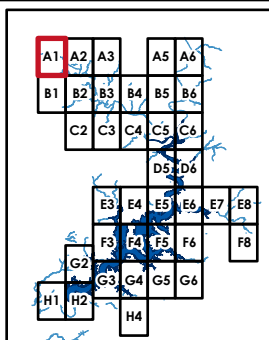 A1 A2 A3 A5 A6
B1 B2 B3 B4 B5 B6
C2 C3 C4 C5 C6
D5 D6
E3 E4 E5 E6 E7 E8
F3 F4 F5 F6 F8
G2
G3 G4 G5 G6
H1 H2
H4